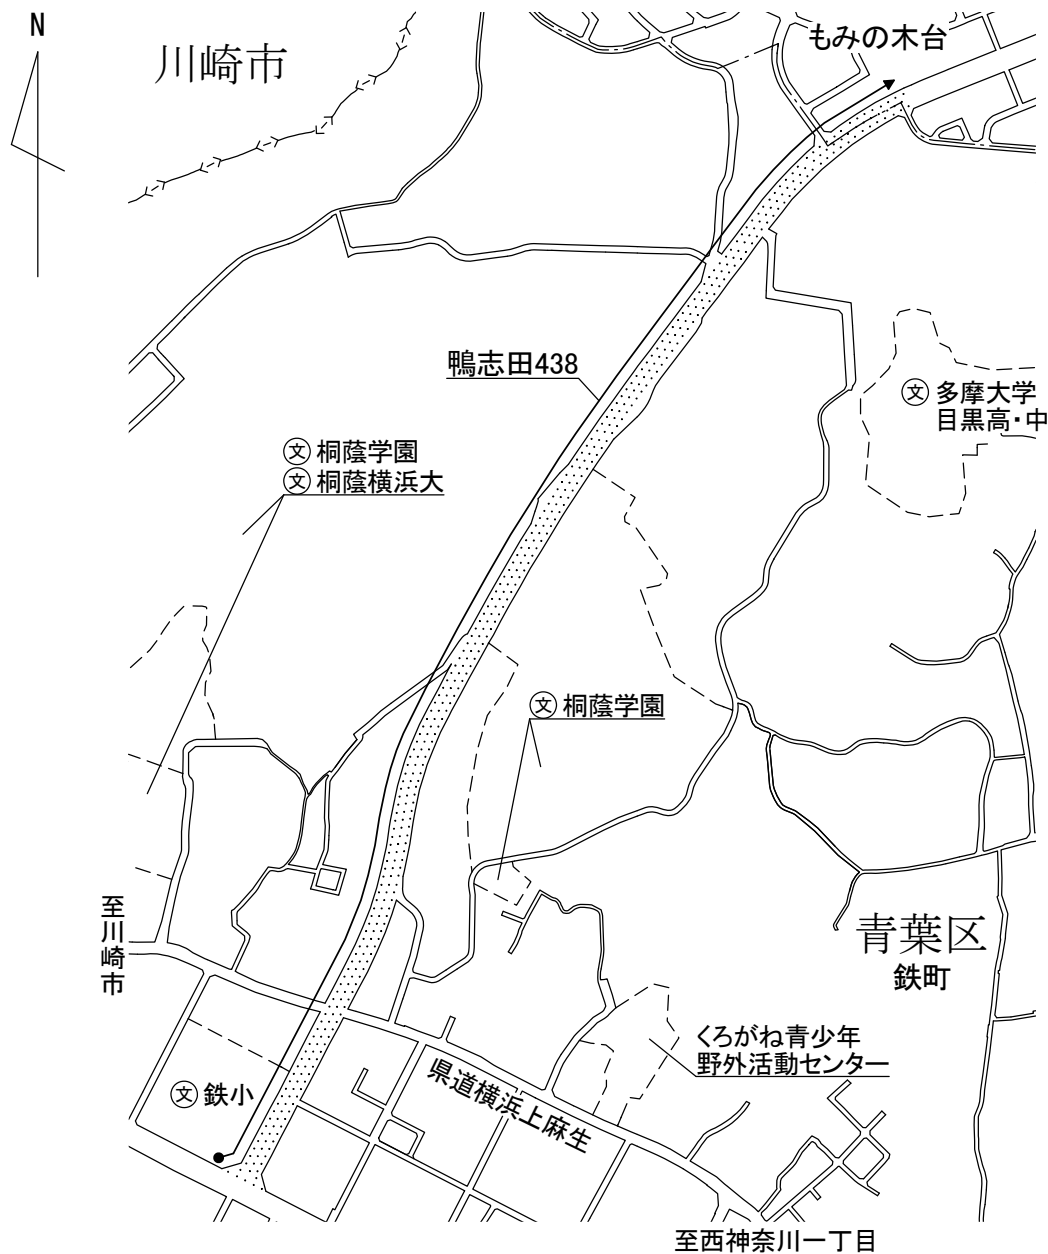 N
川崎市
もみの木台
鴨志田438
文 多摩大学
目黒高・中
文 桐蔭学園
文 桐蔭横浜大
文 桐蔭学園
至川崎市
青葉区
鉄町
くろがね青少年
野外活動センター
県道横浜上麻生
文 鉄小
至西神奈川一丁目